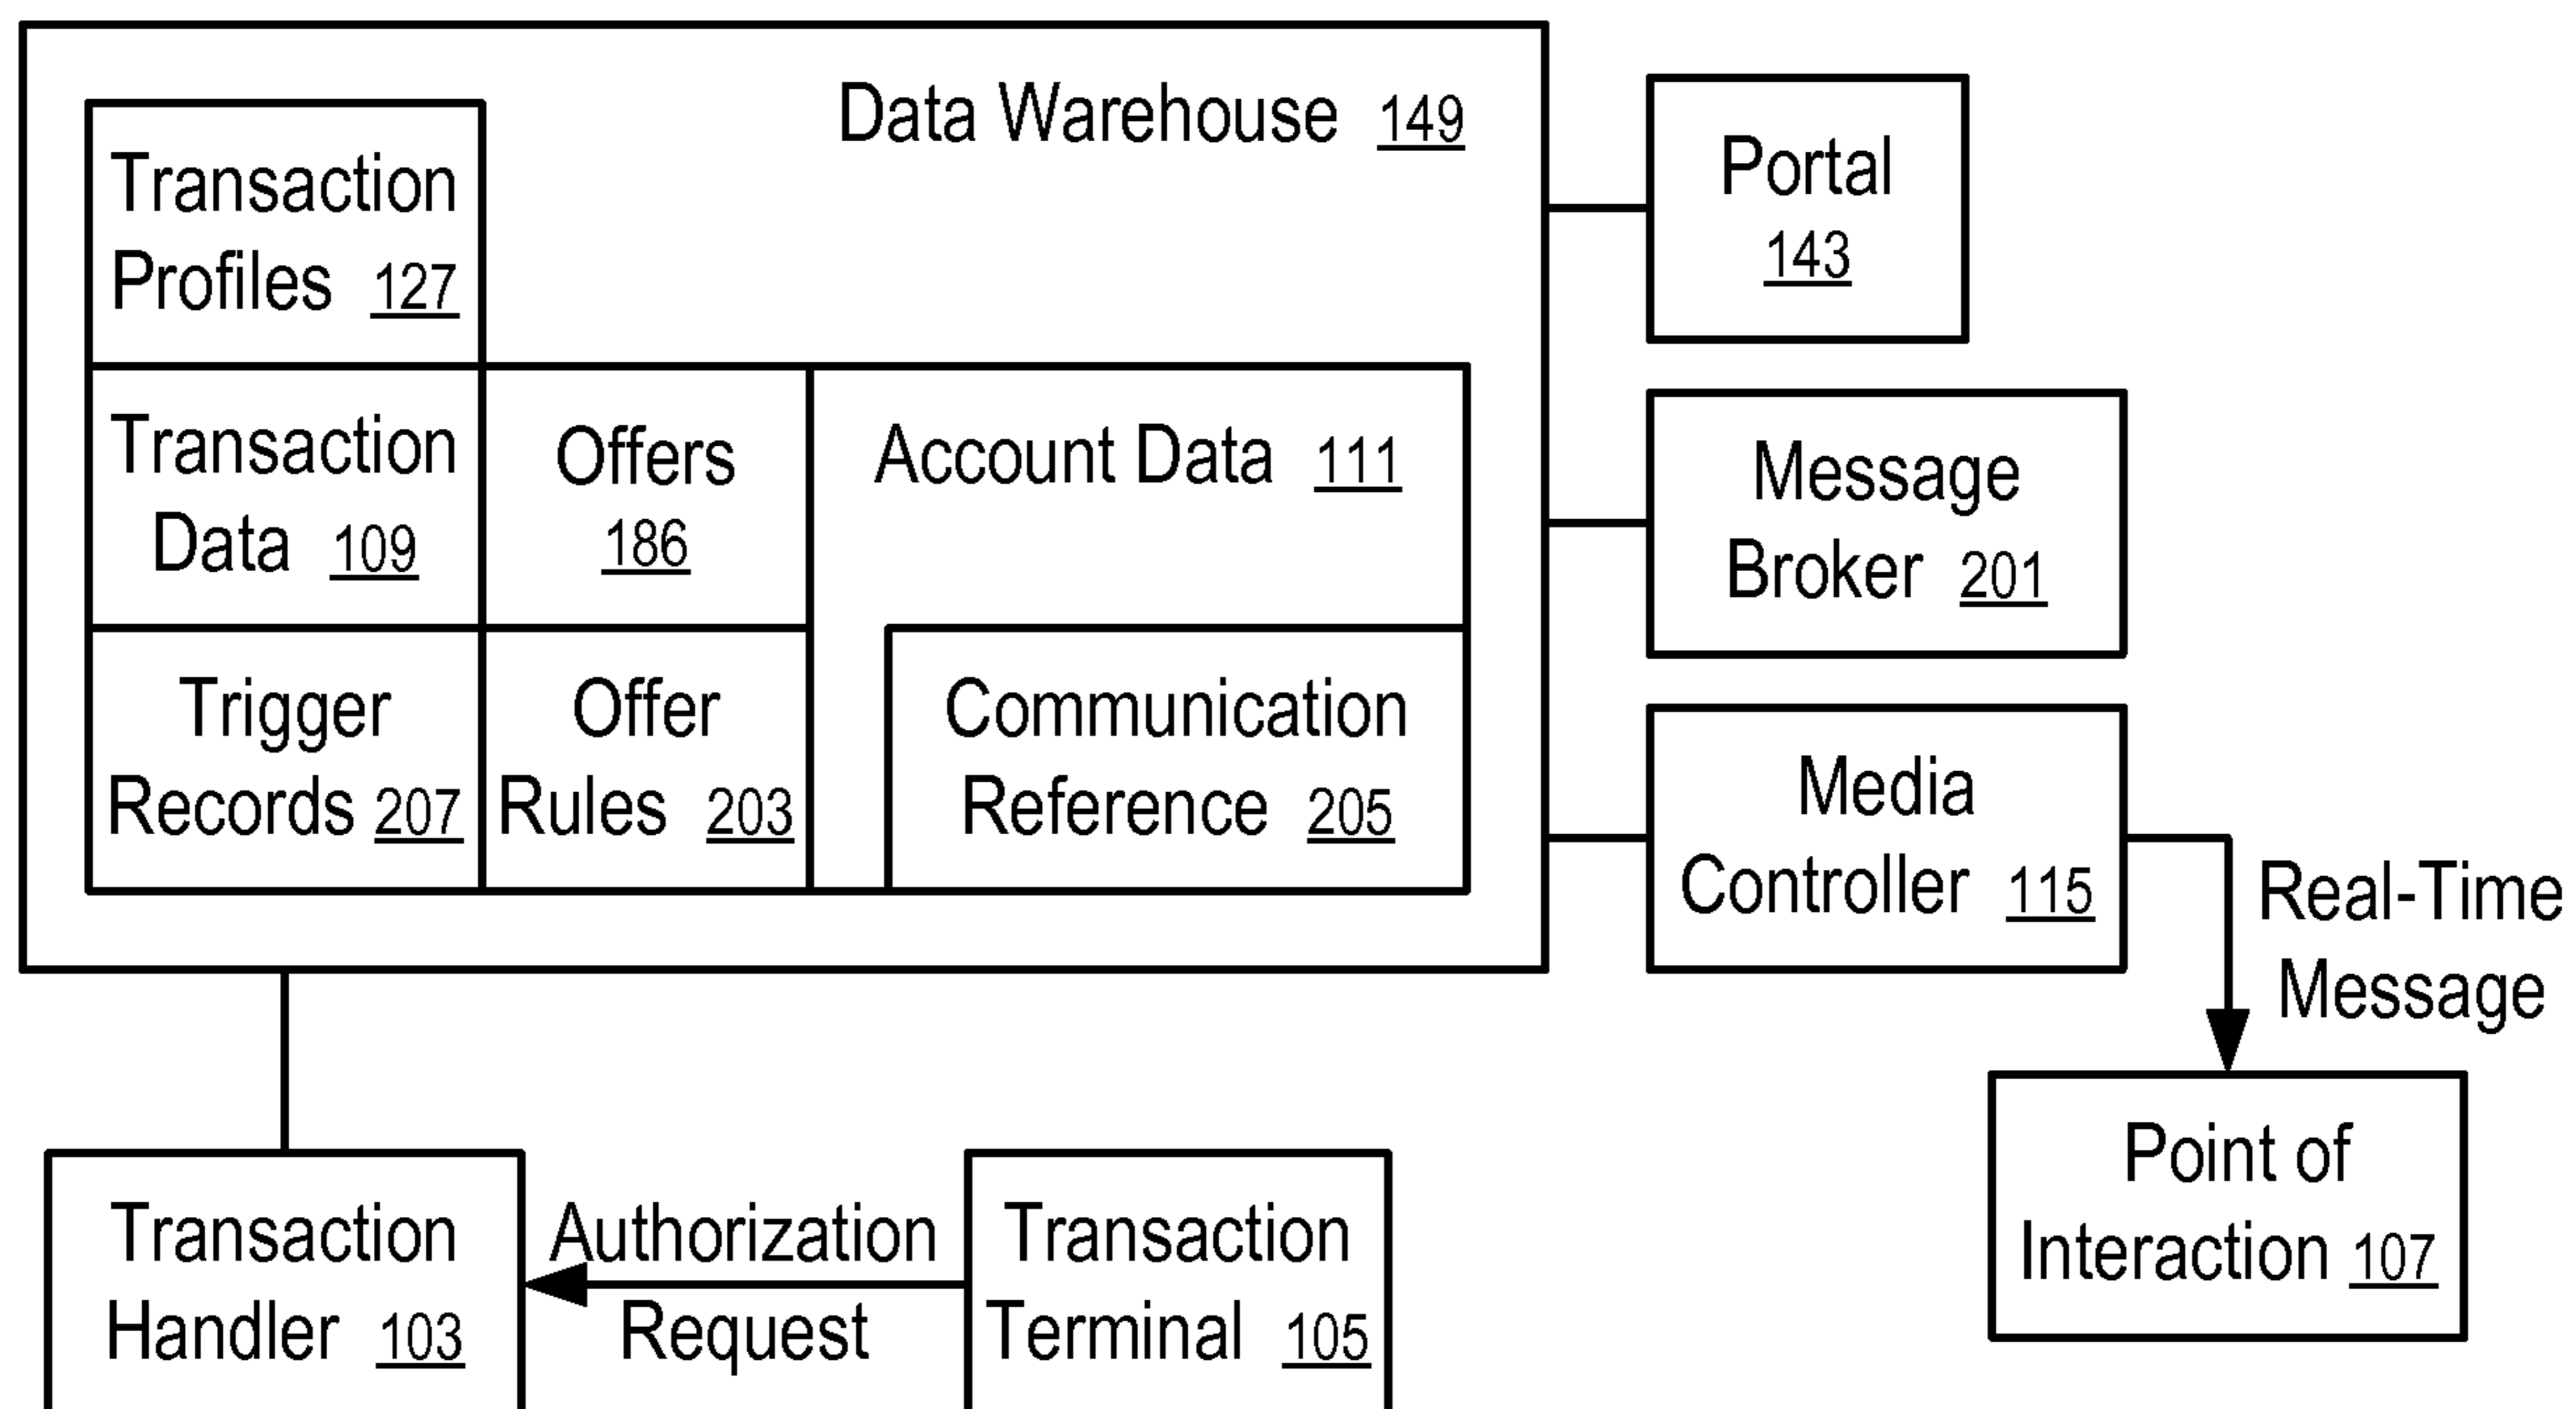 Data Warehouse 149
Transaction
Profiles 127
Transaction
Data 109
Offers
186
Account Data 111
Trigger
Records 207
Offer
Rules 203
Communication
Reference 205
Portal
143
Message
Broker 201
Media
Controller 115
Real-Time
Message
Point of
Interaction 107
Transaction
Handler 103
Authorization
Request
Transaction
Terminal 105